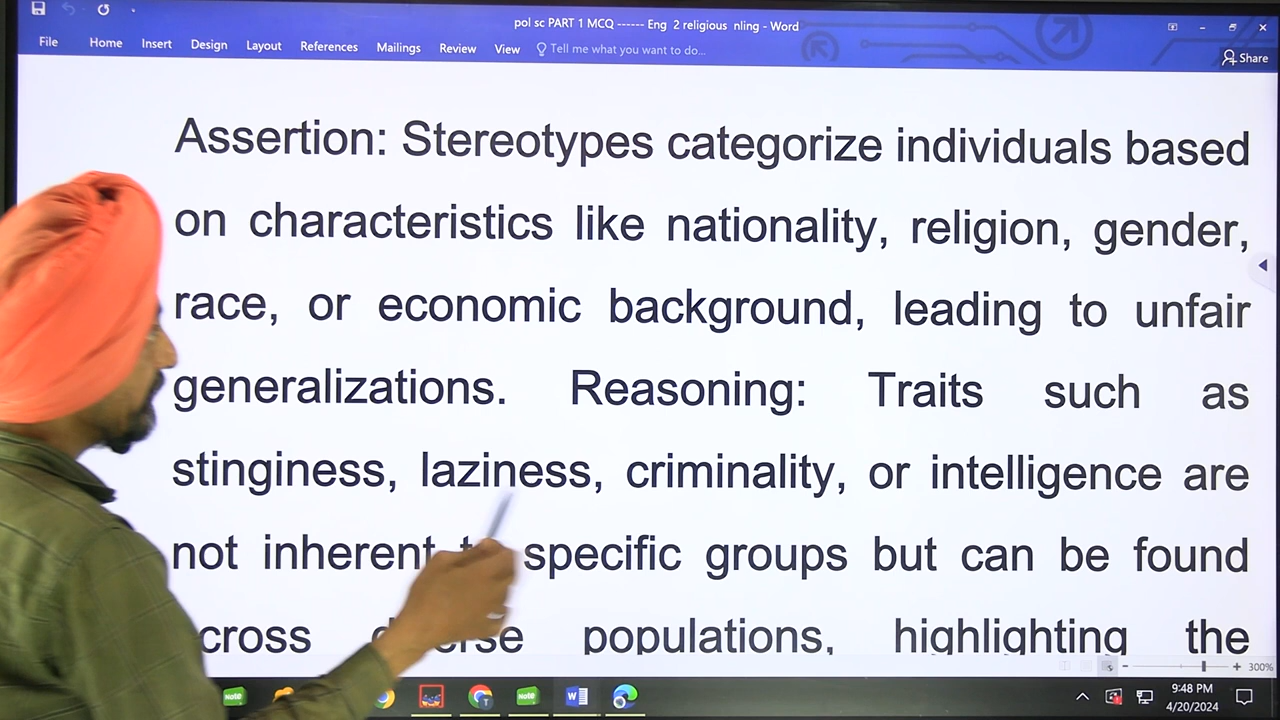 pol sc PART 1 MCQ ------ Eng 2 religious nling - Word
File Home Insert Design Layout References Mailings Review View Tell me what you want to do... Share
Assertion: Stereotypes categorize individuals based
on characteristics like nationality, religion, gender,
race, or economic background, leading to unfair
generalizations. Reasoning: Traits such as
stinginess, laziness, criminality, or intelligence are
not inherent specific groups but can be found
populations, highlighting the
300%
Note Note
9:48 PM
4/20/2024